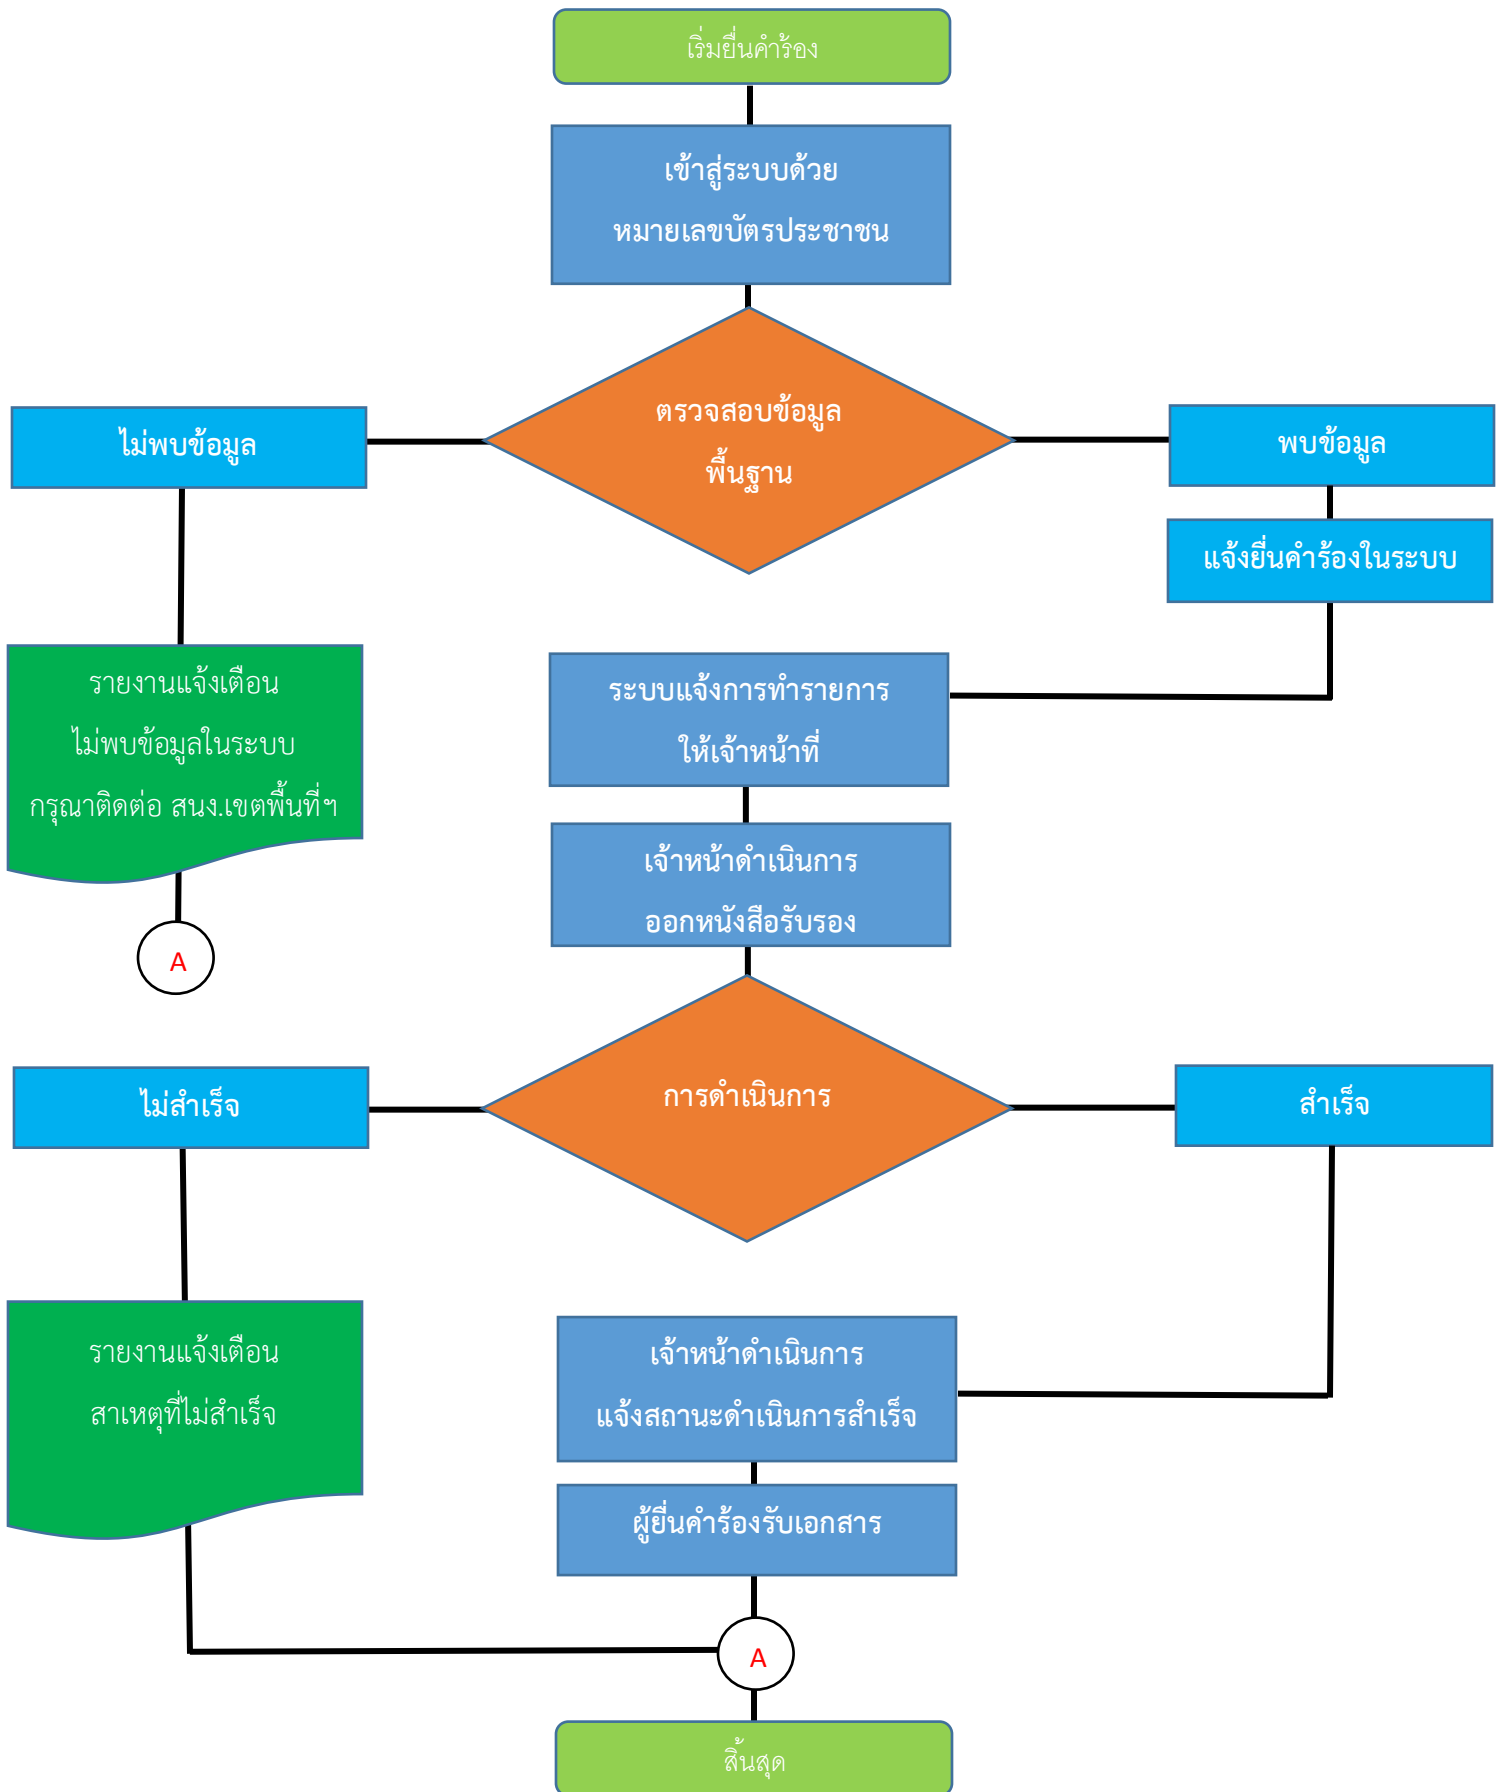 เริ่มยื่นคำร้อง
เข้าสู่ระบบด้วย
หมายเลขบัตรประชาชน
ตรวจสอบข้อมูล
พื้นฐาน
ไม่พบข้อมูล
พบข้อมูล
แจ้งยื่นคำร้องในระบบ
รายงานแจ้งเตือน
ไม่พบข้อมูลในระบบ
กรุณาติดต่อ สนง.เขตพื้นที่ฯ
A
ระบบแจ้งการทำรายการ
ให้เจ้าหน้าที่
เจ้าหน้าดำเนินการ
ออกหนังสือรับรอง
การดำเนินการ
ไม่สำเร็จ
สำเร็จ
รายงานแจ้งเตือน
สาเหตุที่ไม่สำเร็จ
เจ้าหน้าดำเนินการ
แจ้งสถานะดำเนินการสำเร็จ
ผู้ยื่นคำร้องรับเอกสาร
A
สิ้นสุด